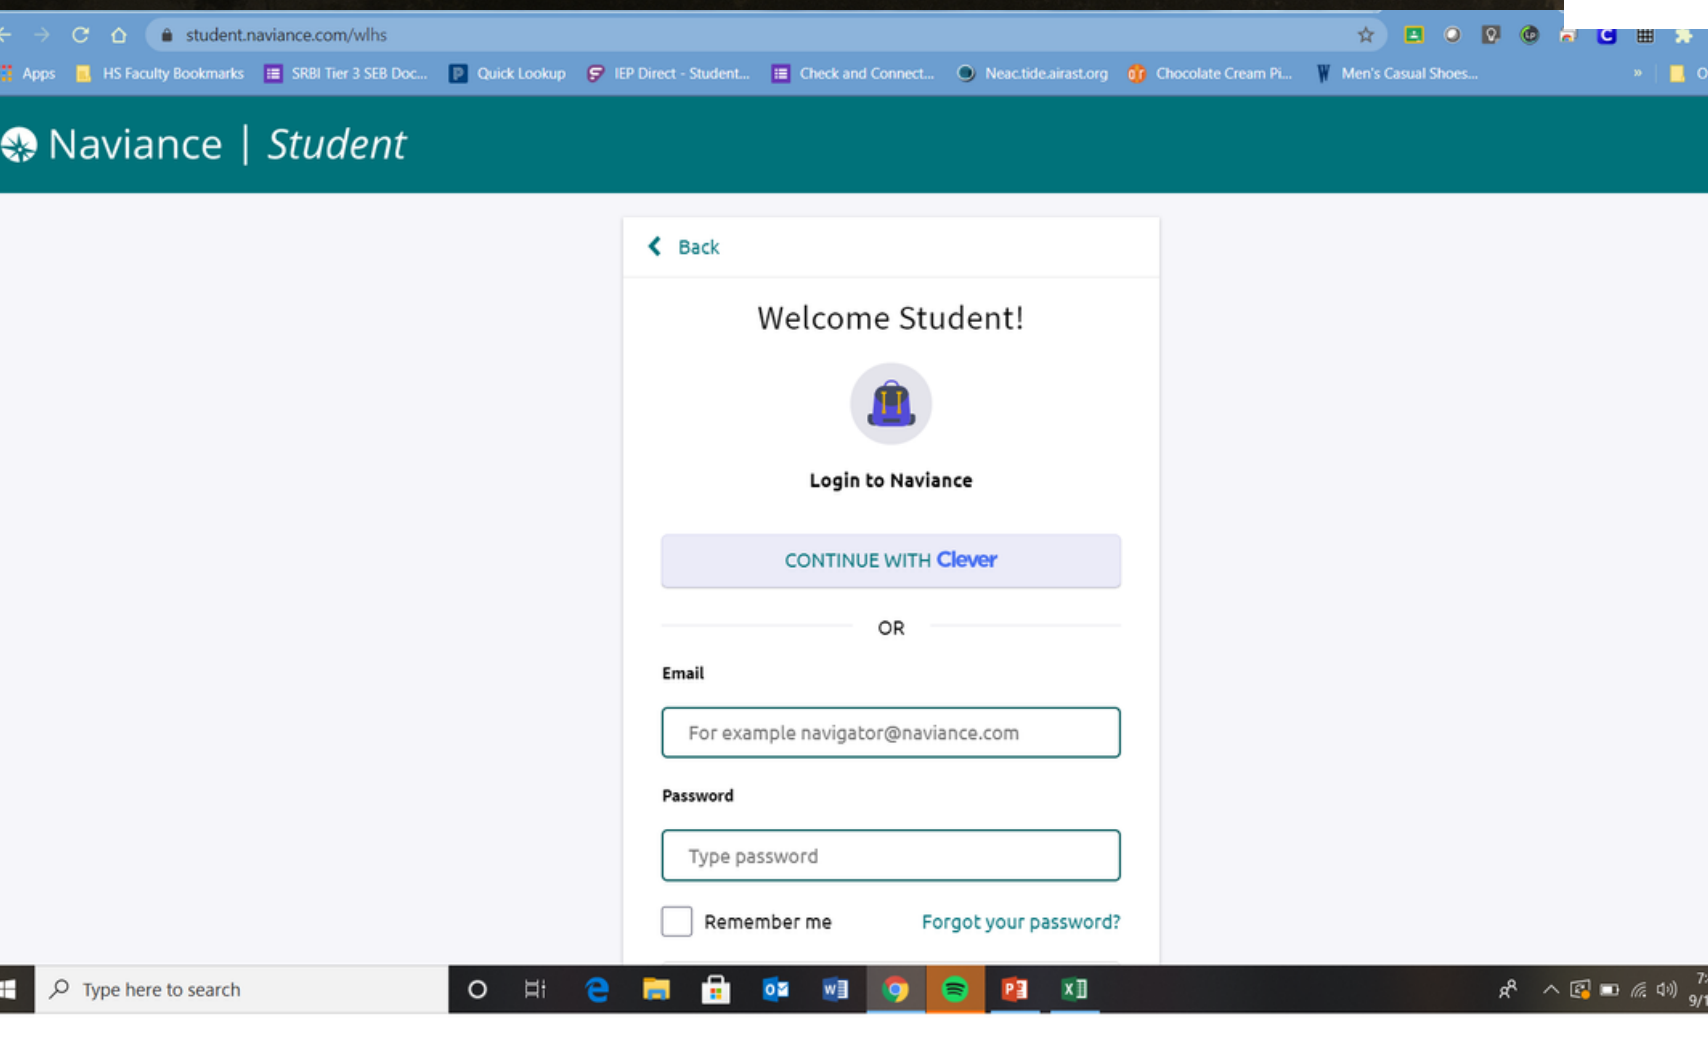 student.naviance.com/wlhs
Apps HS Faculty Bookmarks SRBI Tier 3 SEB Doc... Quick Lookup IEP Direct - Student... Check and Connect... Neac.tide.airast.org Chocolate Cream Pi... Men's Casual Shoes... »
Naviance | Student
Back
Welcome Student!
Login to Naviance
CONTINUE WITH Clever
OR
Email
For example navigator@naviance.com
Password
Type password
Remember me Forgot your password?
Type here to search